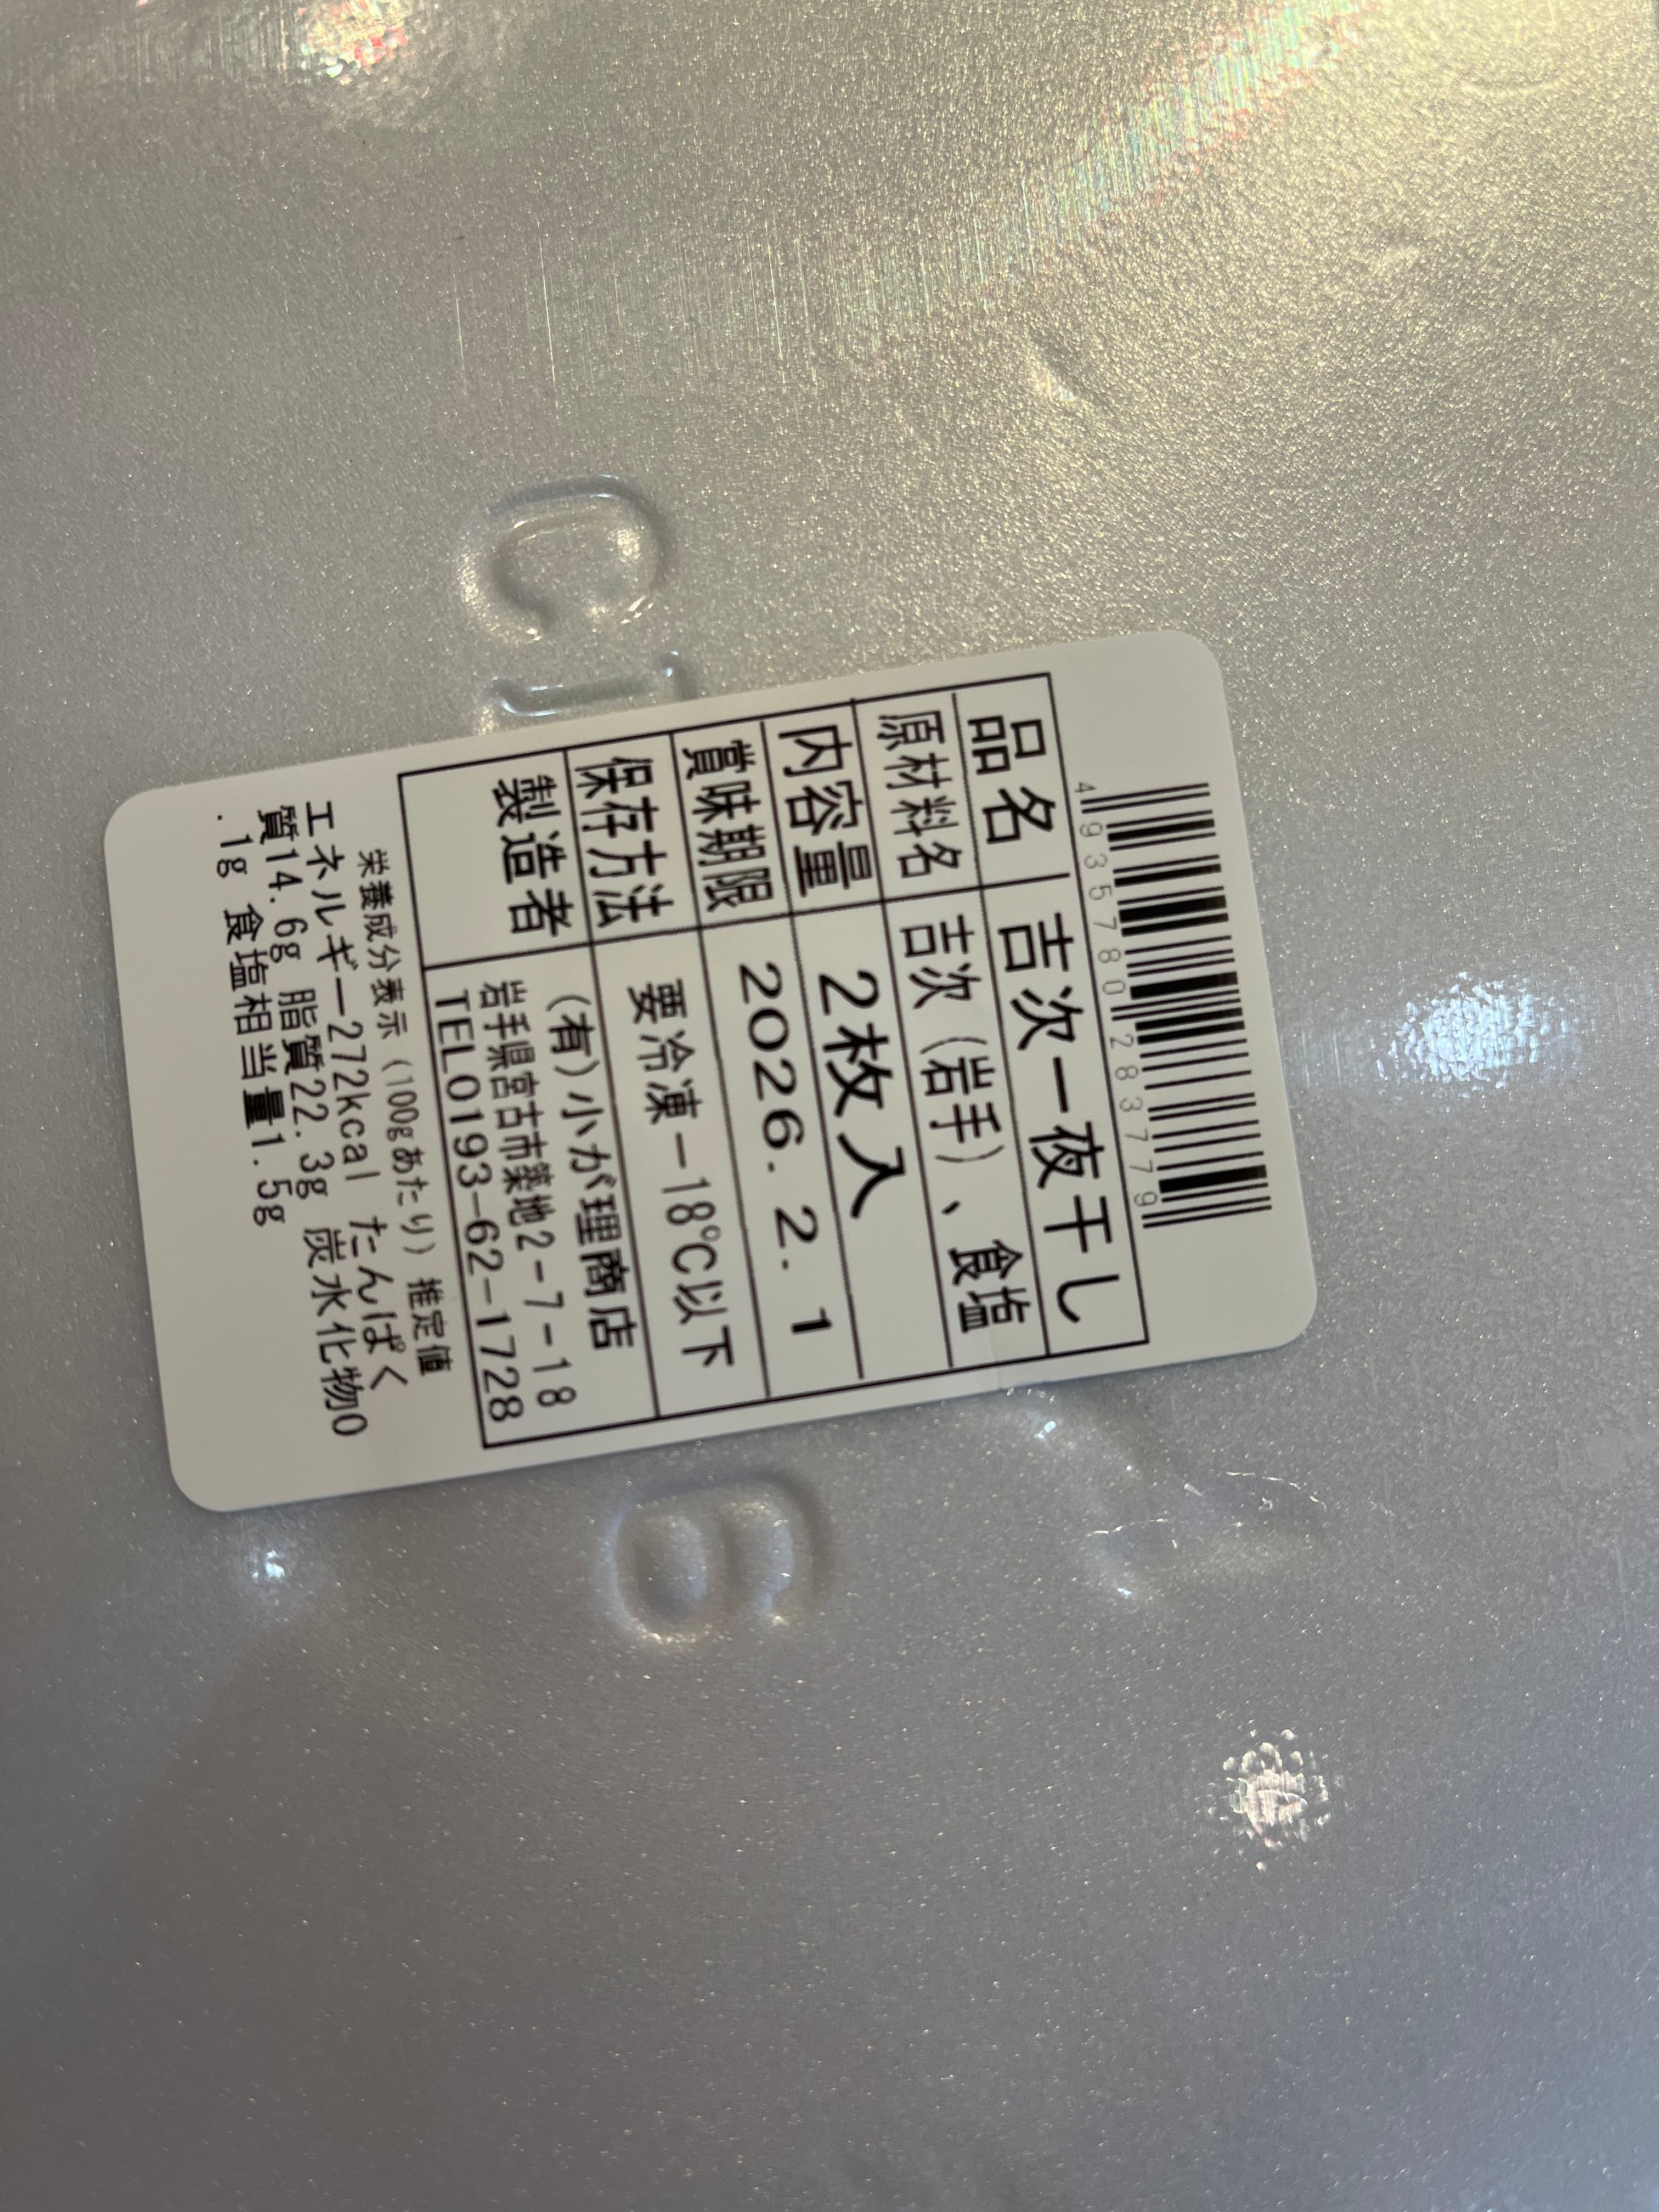 4935780283779
品名 吉次一夜干し
原材料名 吉次(岩手)、食塩
内容量 2枚入
賞味期限 2026. 2. 1
保存方法 要冷凍-18℃以下
製造者 (有)小が理商店
岩手県宮古市築地2-7-18
TEL0193-62-1728
栄養成分表示(100gあたり)推定値
エネルギー272kcal たんぱく
質14.6g 脂質22.3g 炭水化物0
.1g 食塩相当量1.5g